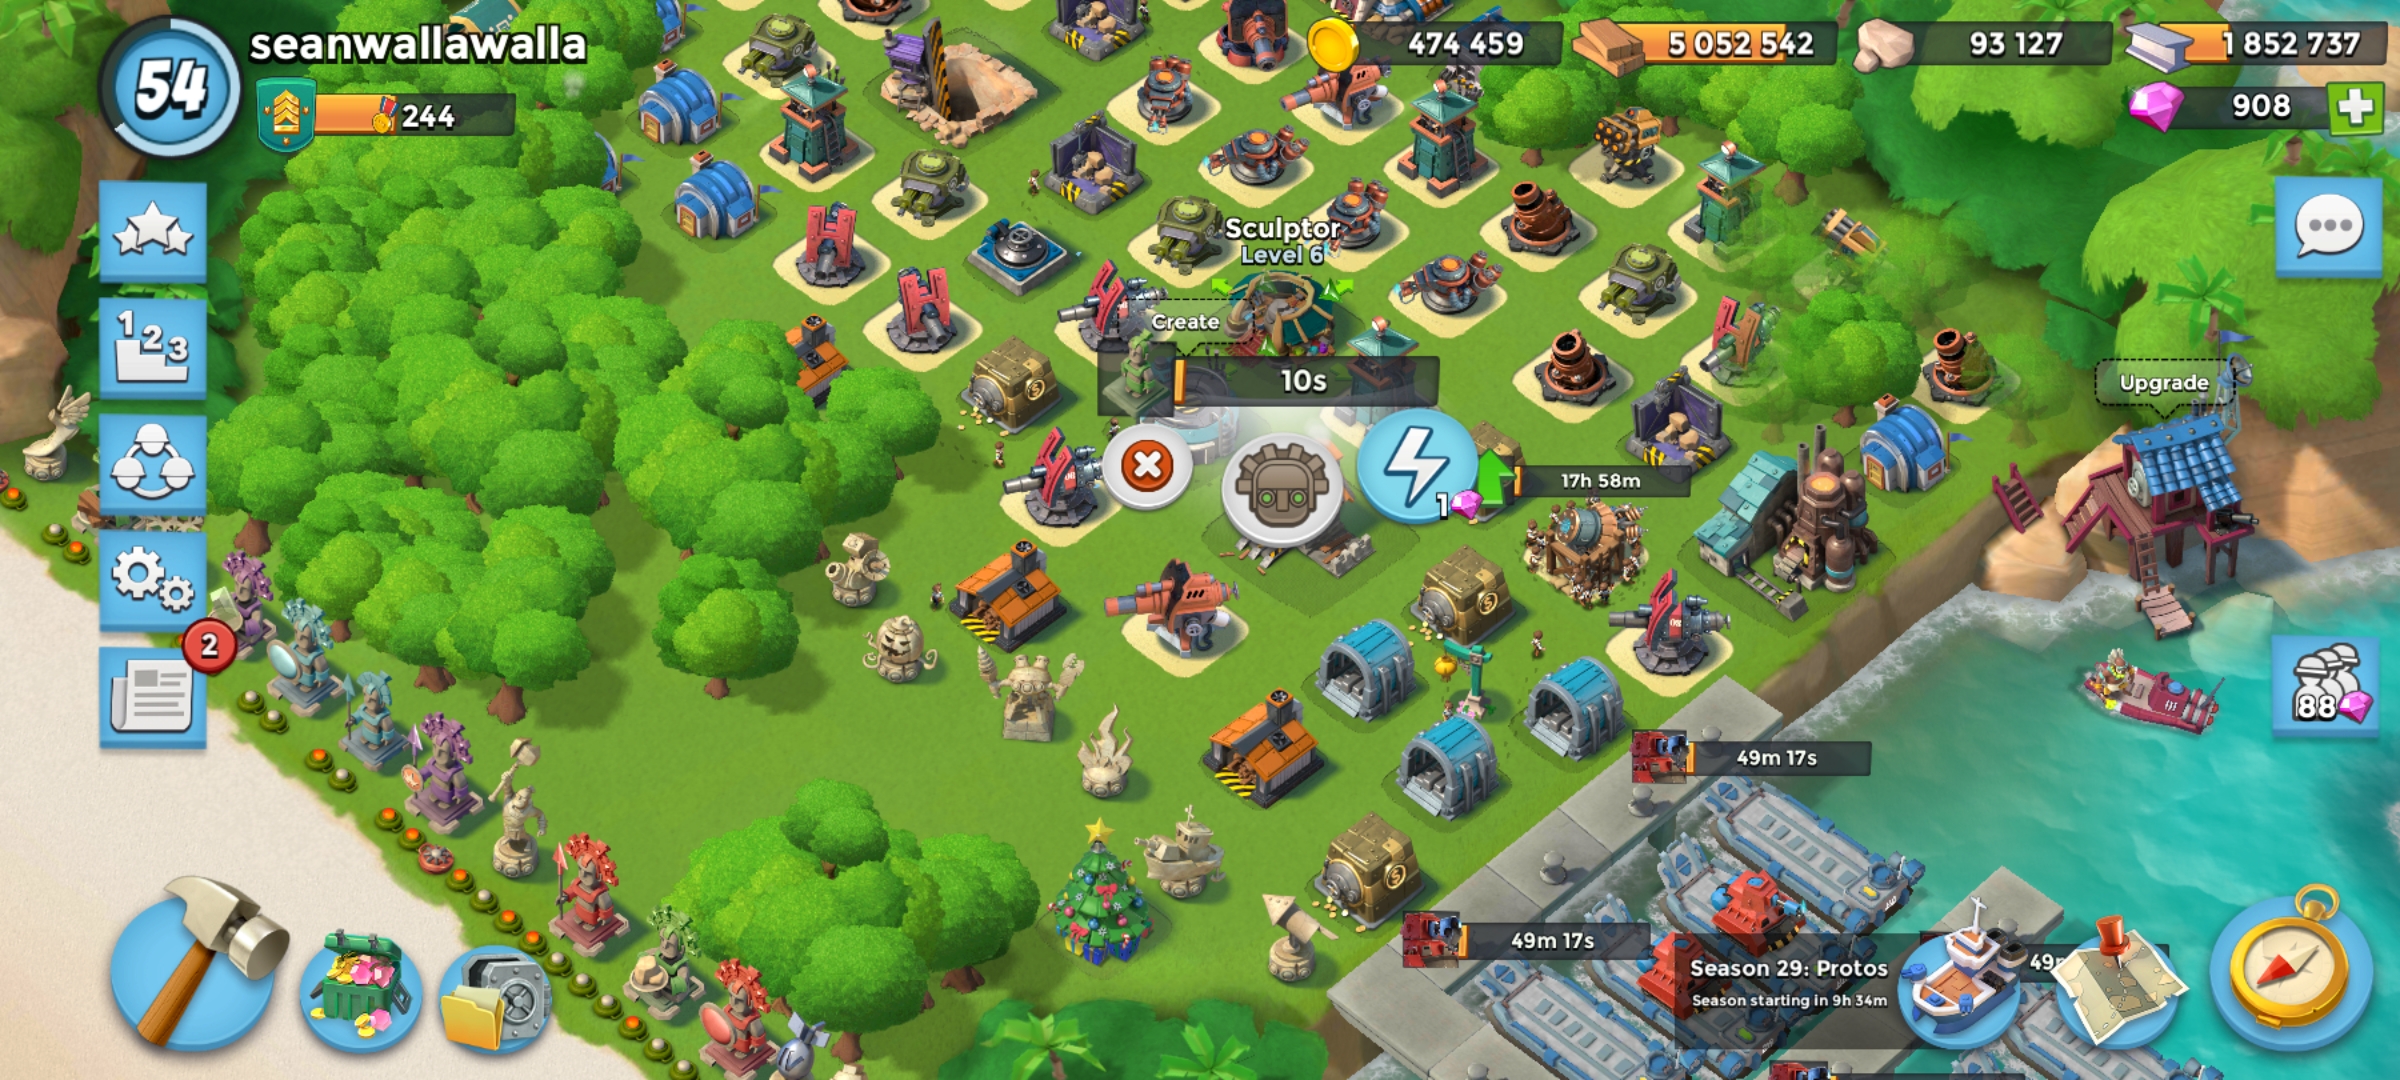 54
seanwallawalla
244
474 459
5 052 542
93 127
1 852 737
908
123
2
Sculptor
Level 6
Create
10s
1
17h 58m
Upgrade
88
49m 17s
49m 17s
Season 29: Protos
Season starting in 9h 34m